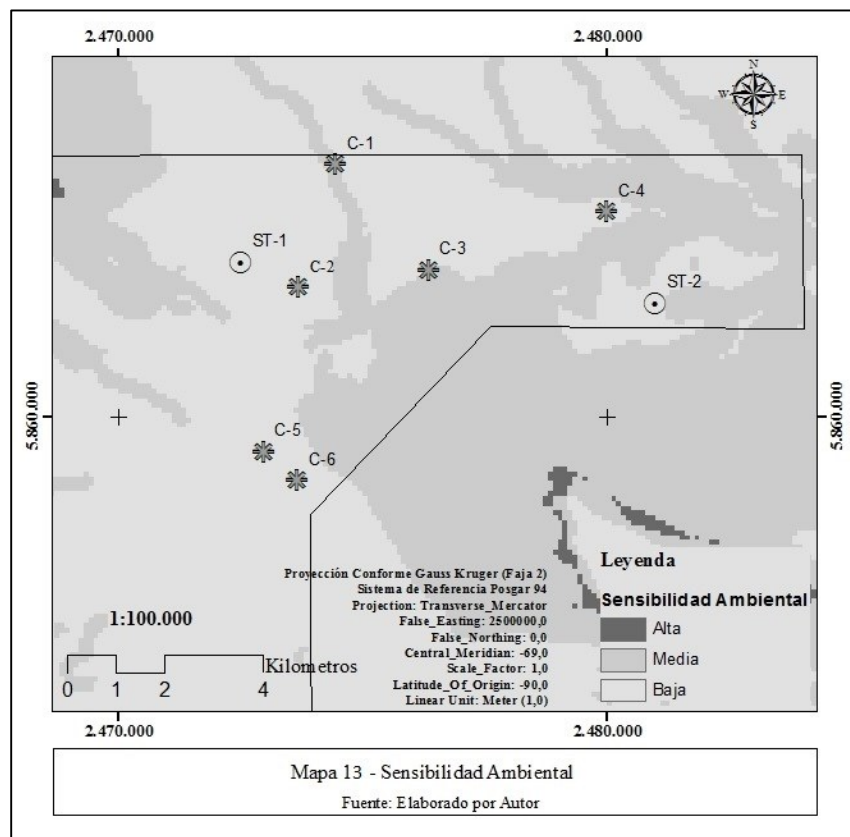 2.470.000
2.480.000
N
W
E
S
C-1
C-4
ST-1
C-2
C-3
ST-2
5.860.000
5.860.000
C-5
C-6
Leyenda
Sensibilidad Ambiental
Alta
Media
Baja
Proyección Conforme Gauss Kruger (Faja 2)
Sistema de Referencia Posgar 94
Projection: Transverse_Mercator
False_Easting: 2500000,0
False_Northing: 0,0
Central_Meridian: -69,0
Scale_Factor: 1,0
Latitude_Of_Origin: -90,0
Linear Unit: Meter (1,0)
1:100.000
Kilometros
0 1 2 4
2.470.000
2.480.000
Mapa 13 - Sensibilidad Ambiental
Fuente: Elaborado por Autor